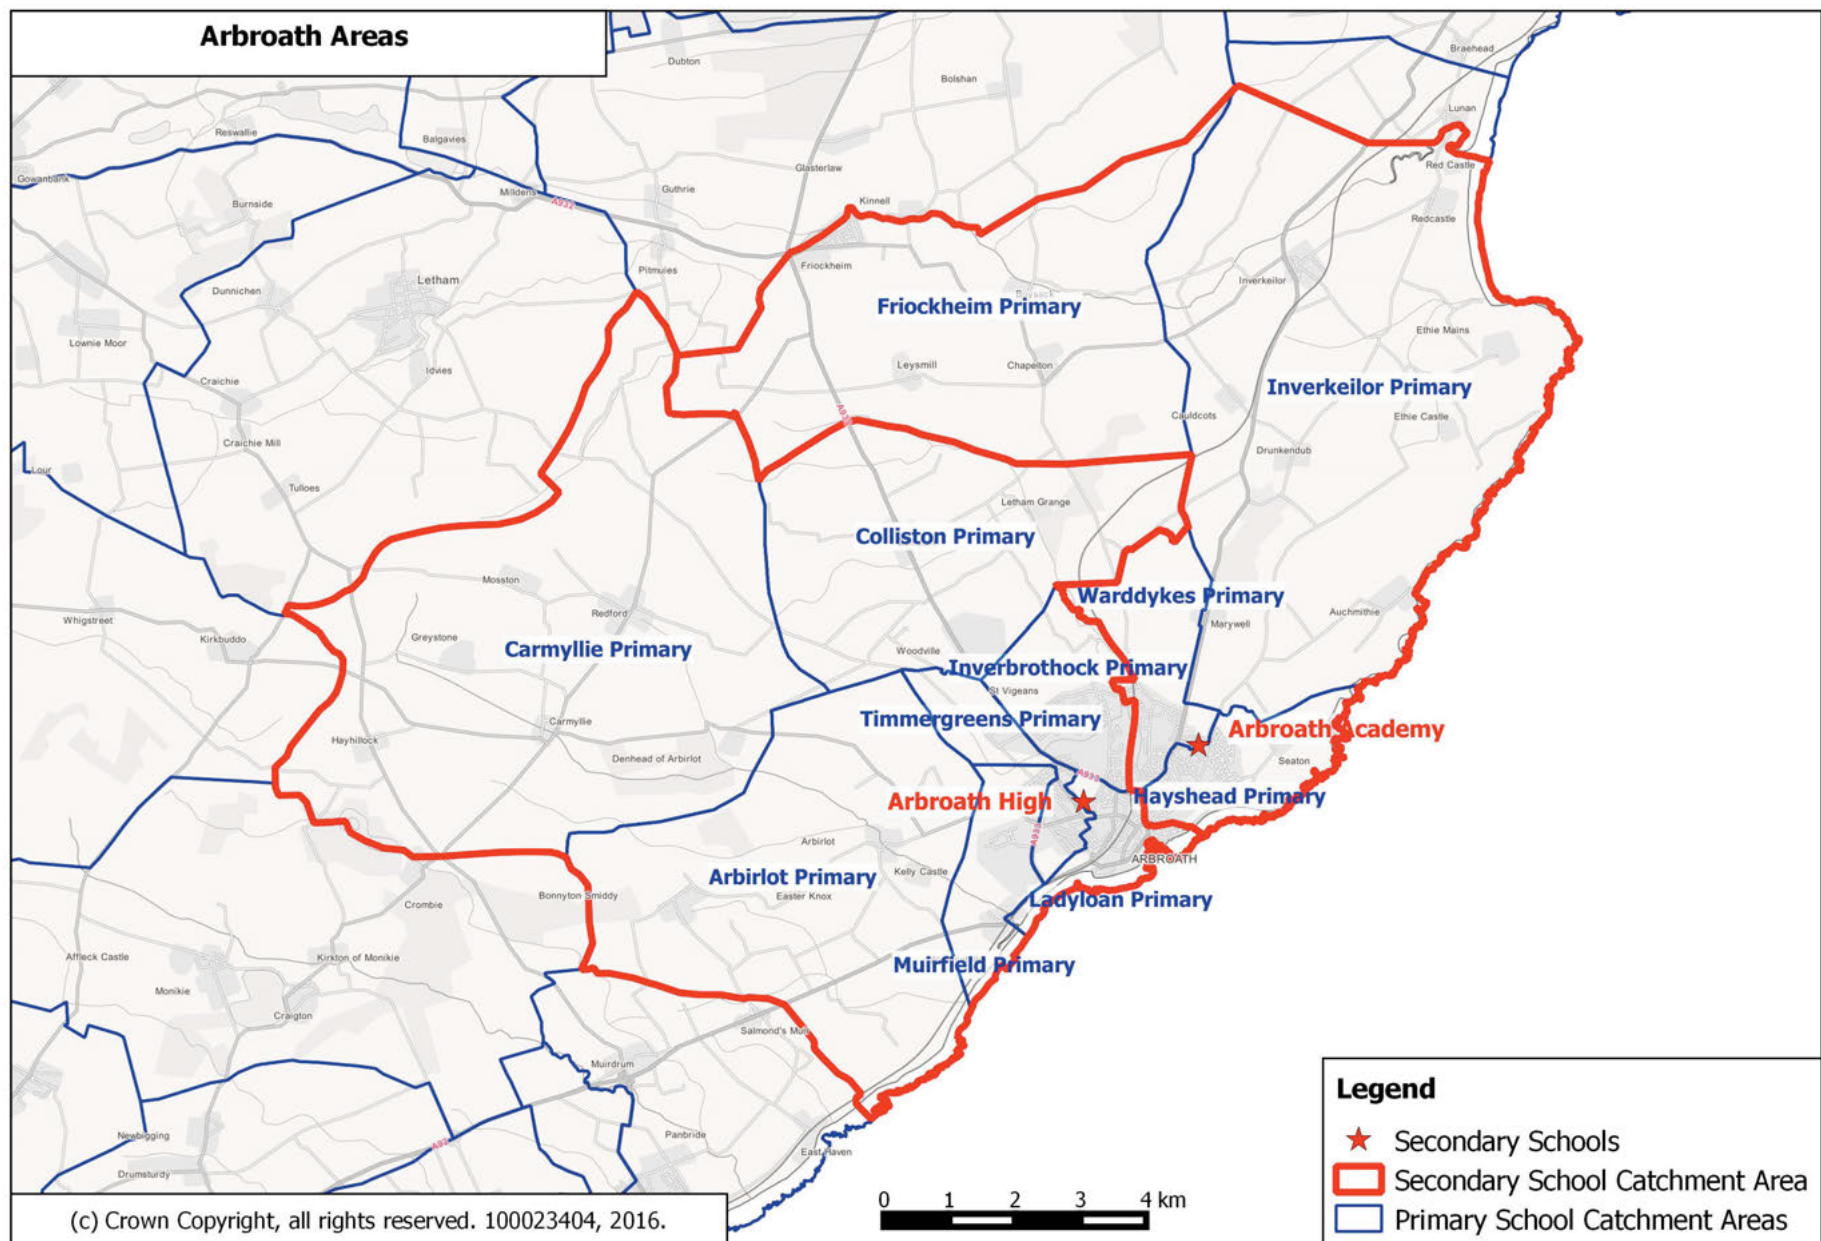 Arbroath Areas
Braehead
Dubton
Bolshan
Lunan
Reswallie
Balgavies
Red Castle
Glasterlaw
Gowanbank
Milldens
Guthrie
A932
Kinnell
Burnside
Redcastle
Friockheim
Pitmuies
Letham
Inverkeilor
Dunnichen
Boysack
Friockheim Primary
Ethie Mains
Lownie Moor
Leysmill
Chapelton
Idvies
Craichie
Inverkeilor Primary
Cauldcots
Ethie Castle
Craichie Mill
Drunkendub
Lour
Tulloes
Letham Grange
Colliston Primary
Mosston
Warddykes Primary
Redford
Auchmithie
Whigstreet
Marywell
Kirkbuddo
Greystone
Carmyllie Primary
Woodville
Inverbrothock Primary
St Vigeans
Timmergreens Primary
Carmyllie
Arbroath Academy
Hayhillock
Denhead of Arbirlot
Seaton
A933
Arbroath High
Hayshead Primary
Arbirlot
ARBROATH
Kelly Castle
Arbirlot Primary
Easter Knox
Bonnyton Smiddy
Ladyloan Primary
Crombie
Affleck Castle
Kirkton of Monikie
Muirfield Primary
Monikie
Craigton
Salmond's Muir
Muirdrum
Newbigging
Panbride
A92
East Haven
Drumsturdy
(c) Crown Copyright, all rights reserved. 100023404, 2016.
0 1 2 3 4 km
Legend
Secondary Schools
Secondary School Catchment Area
Primary School Catchment Areas